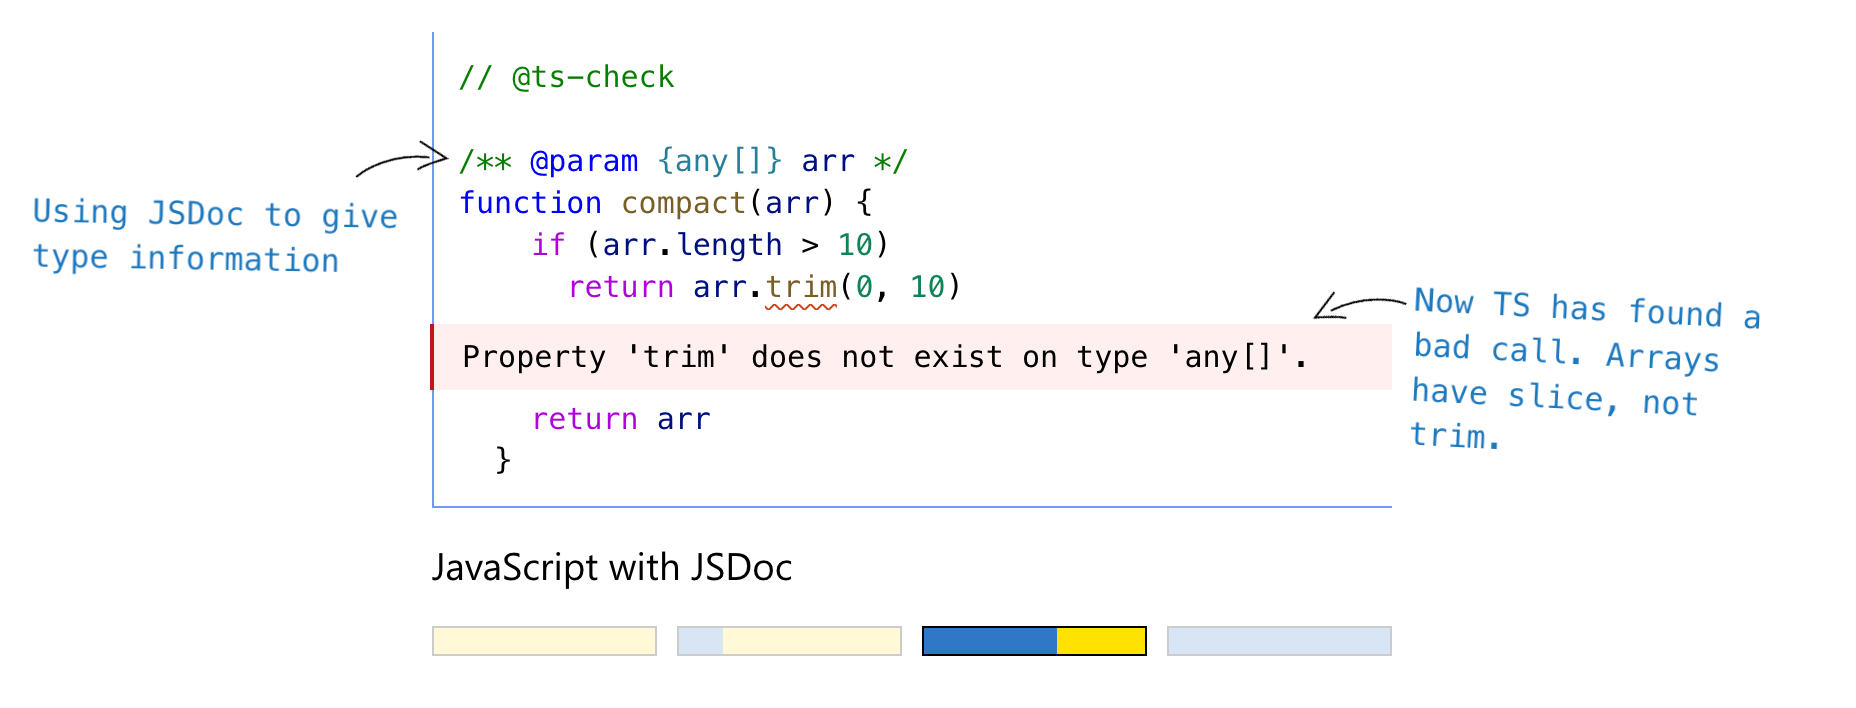 // @ts-check
/** @param {any[]} arr */
Using JSDoc to give
type information
function compact(arr) {
if (arr.length > 10)
return arr.trim(0, 10)
Now TS has found a
bad call. Arrays
have slice, not
trim.
Property 'trim' does not exist on type 'any[]'.
return arr
}
JavaScript with JSDoc